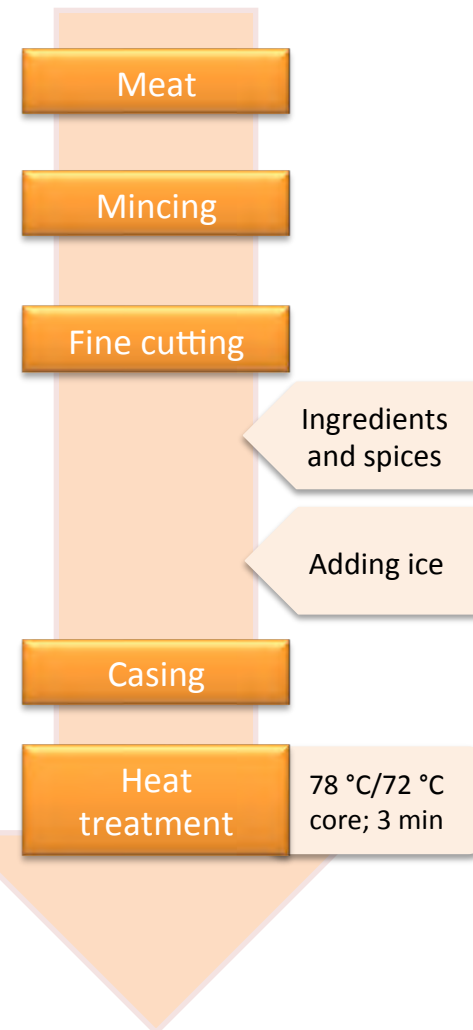 Meat
Mincing
Fine cutting
Ingredients
and spices
Adding ice
Casing
Heat
treatment
78 °C/72 °C
core; 3 min